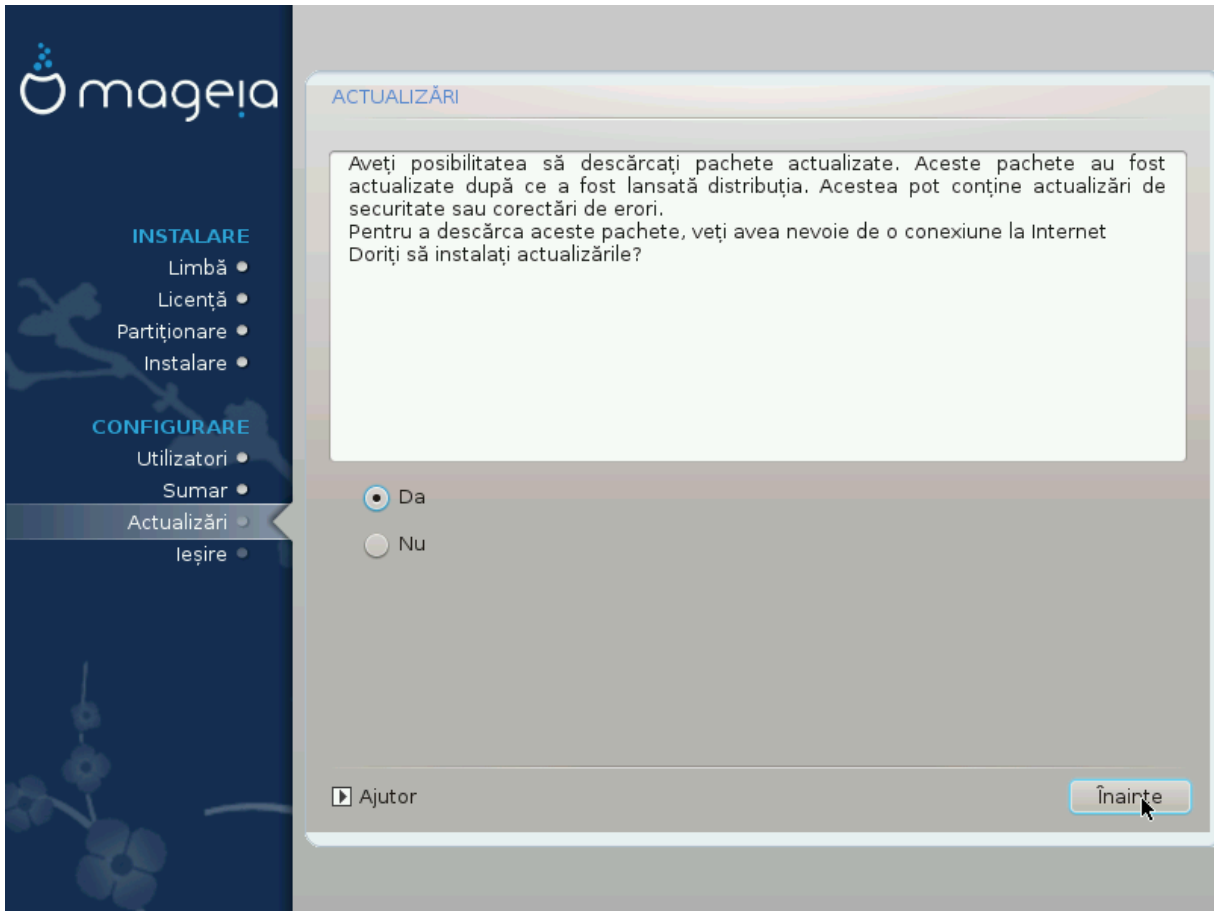 mageia
INSTALARE
Limbă
Licență
Partiționare
Instalare
CONFIGURARE
Utilizatori
Sumar
Actualizări
Ieșire
ACTUALIZĂRI
Aveți posibilitatea să descărcați pachete actualizate. Aceste pachete au fost
actualizate după ce a fost lansată distribuția. Acestea pot conține actualizări de
securitate sau corectări de erori.
Pentru a descărca aceste pachete, veți avea nevoie de o conexiune la Internet
Doriți să instalați actualizările?
Da
Nu
Ajutor
Înainte